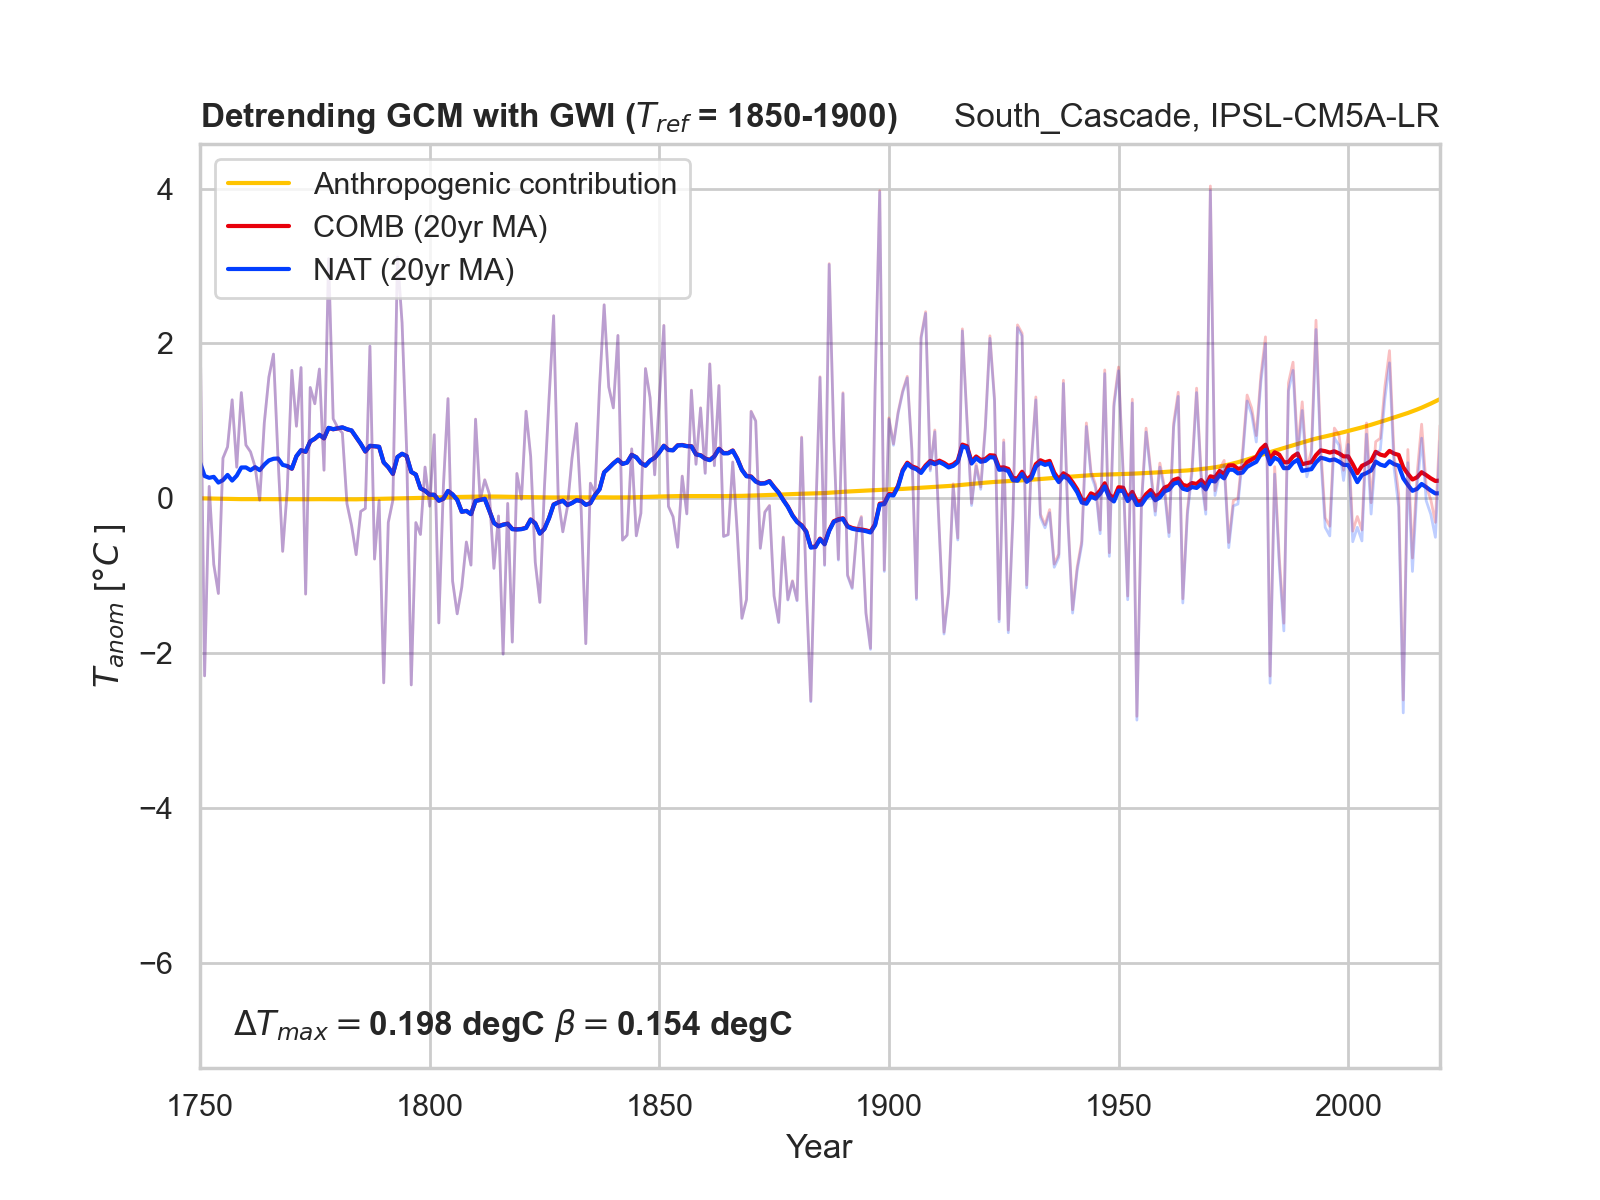 Detrending GCM with GWI (T_ref = 1850-1900) South_Cascade, IPSL-CM5A-LR
Anthropogenic contribution
COMB (20yr MA)
NAT (20yr MA)
4
2
0
−2
−4
−6
T_anom [°C ]
ΔT_max = 0.198 degC β = 0.154 degC
1750 1800 1850 1900 1950 2000
Year